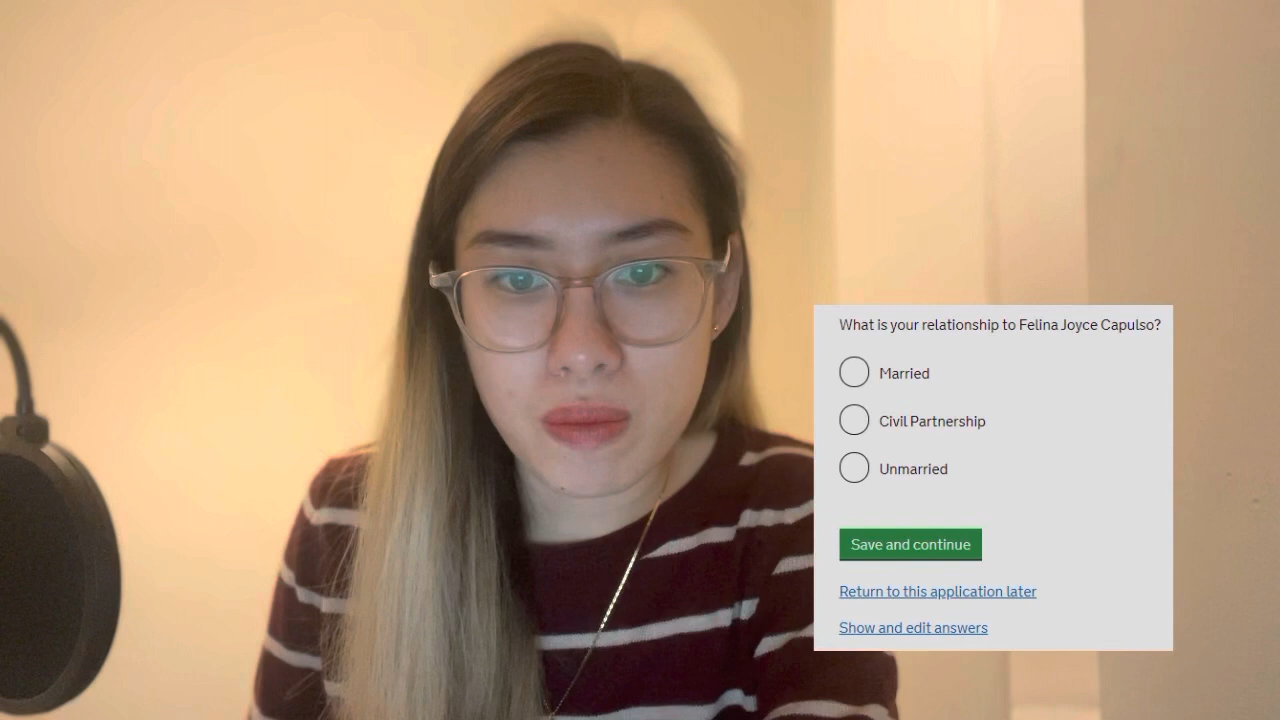 What is your relationship to Felina Joyce Capulso?
Married
Civil Partnership
Unmarried
Save and continue
Return to this application later
Show and edit answers